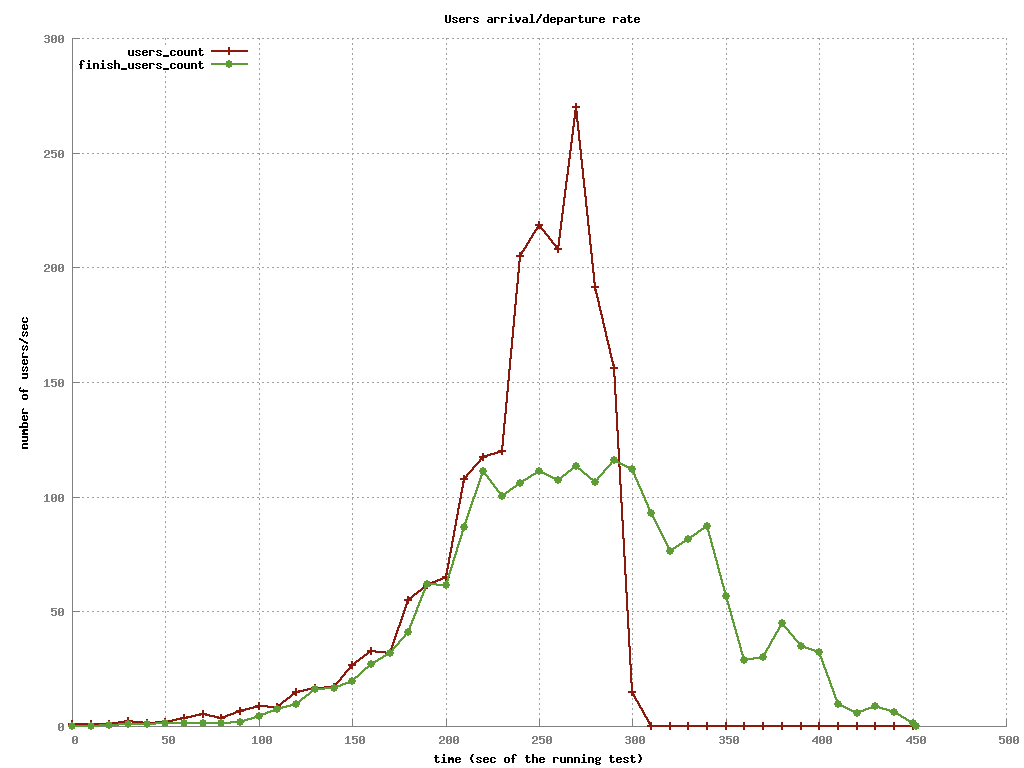 Users arrival/departure rate
users_count
finish_users_count
300
250
200
150
100
50
0
number of users/sec
0 50 100 150 200 250 300 350 400 450 500
time (sec of the running test)